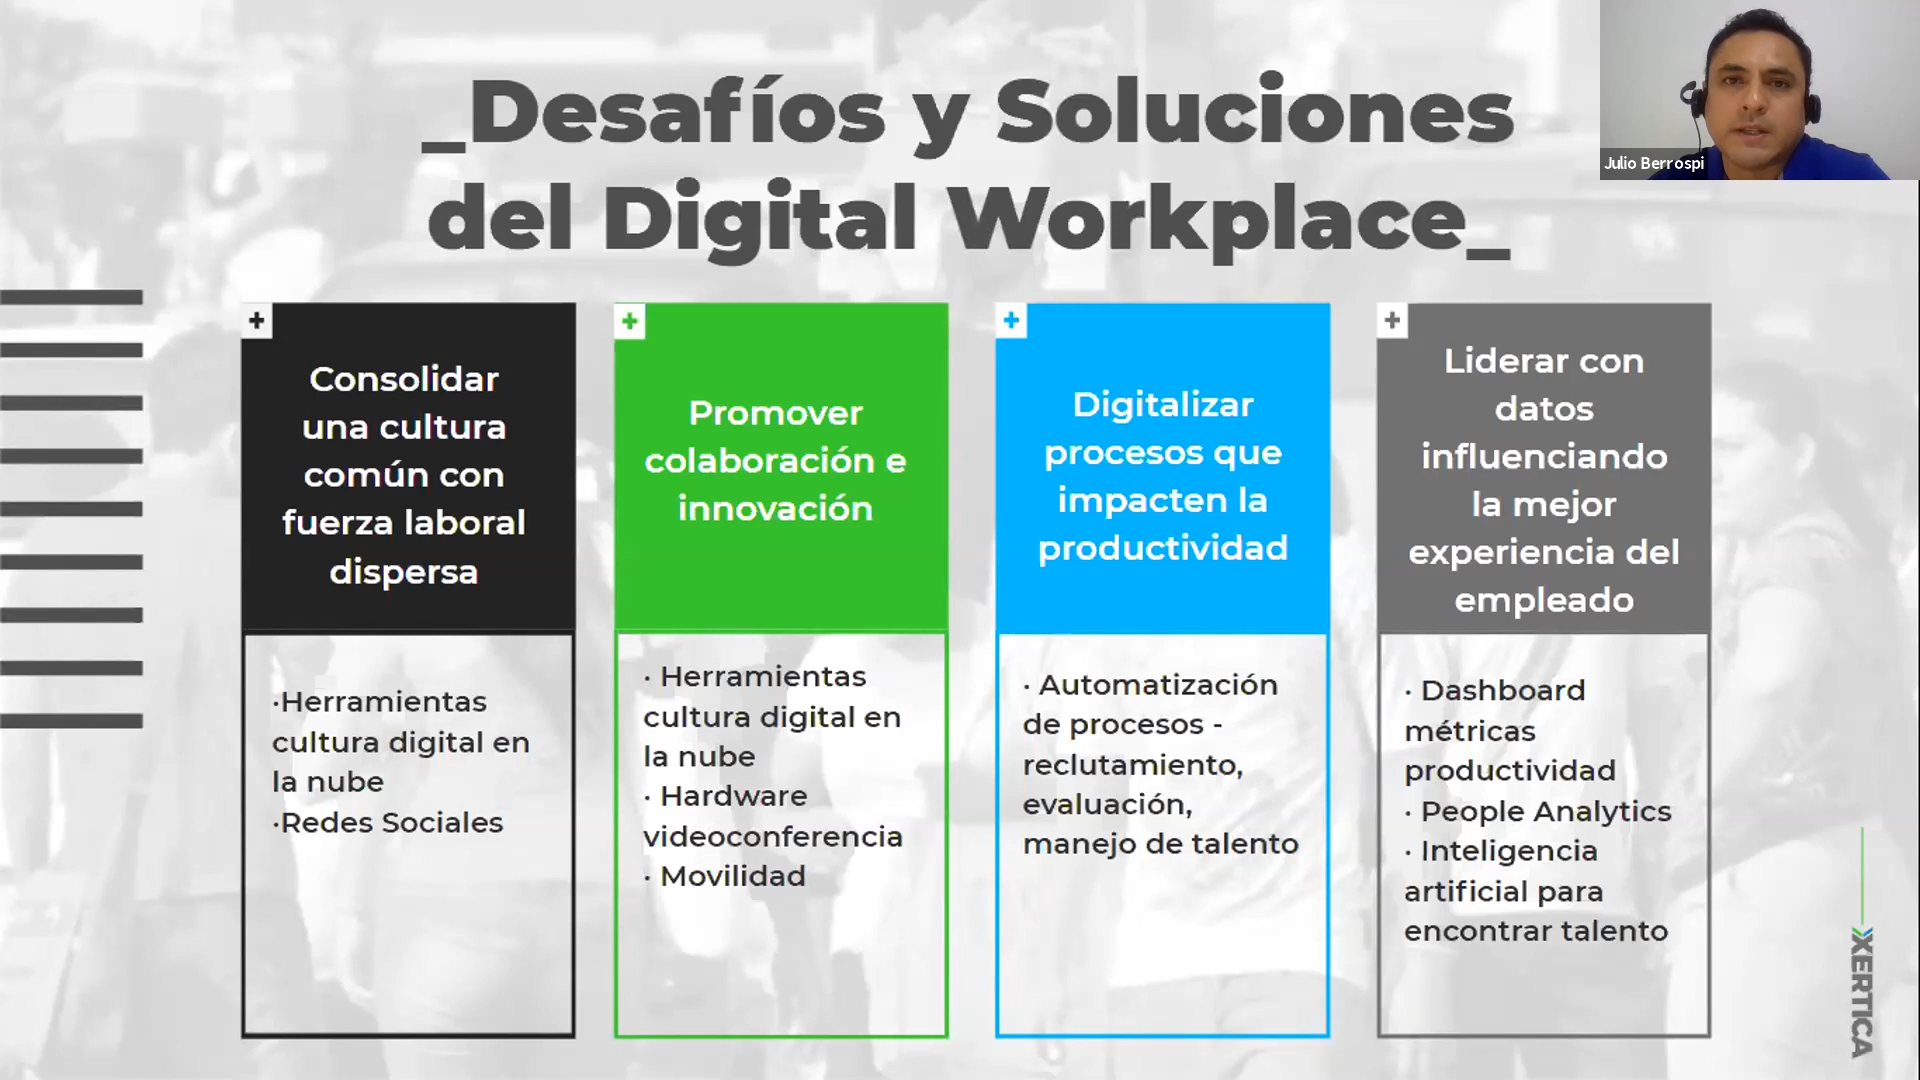 _Desafíos y Soluciones
del Digital Workplace_
Julio Berrospi
Consolidar
una cultura
común con
fuerza laboral
dispersa
·Herramientas
cultura digital en
la nube
·Redes Sociales
Promover
colaboración e
innovación
· Herramientas
cultura digital en
la nube
· Hardware
videoconferencia
· Movilidad
Digitalizar
procesos que
impacten la
productividad
· Automatización
de procesos -
reclutamiento,
evaluación,
manejo de talento
Liderar con
datos
influenciando
la mejor
experiencia del
empleado
· Dashboard
métricas
productividad
· People Analytics
· Inteligencia
artificial para
encontrar talento
XERTICA